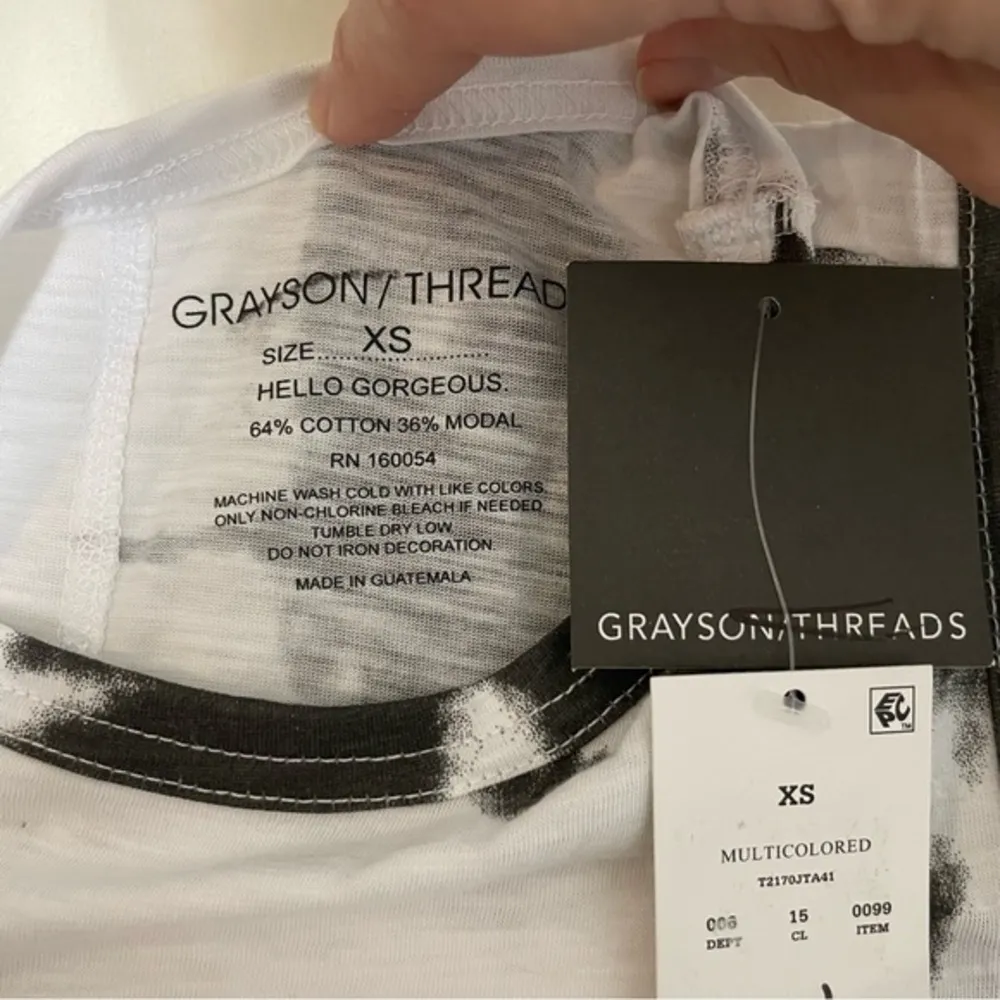 GRAYSON / THREAD
SIZE....XS............
HELLO GORGEOUS.
64% COTTON 36% MODAL
RN 160054
MACHINE WASH COLD WITH LIKE COLORS.
ONLY NON-CHLORINE BLEACH IF NEEDED.
TUMBLE DRY LOW.
DO NOT IRON DECORATION.
MADE IN GUATEMALA
GRAYSON/THREADS
EPC™
XS
MULTICOLORED
T2170JTA41
006 15 0099
DEPT CL ITEM